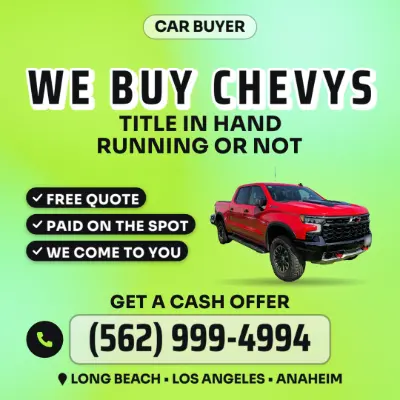 CAR BUYER
WE BUY CHEVYS
TITLE IN HAND
RUNNING OR NOT
FREE QUOTE
PAID ON THE SPOT
WE COME TO YOU
GET A CASH OFFER
(562) 999-4994
LONG BEACH • LOS ANGELES • ANAHEIM